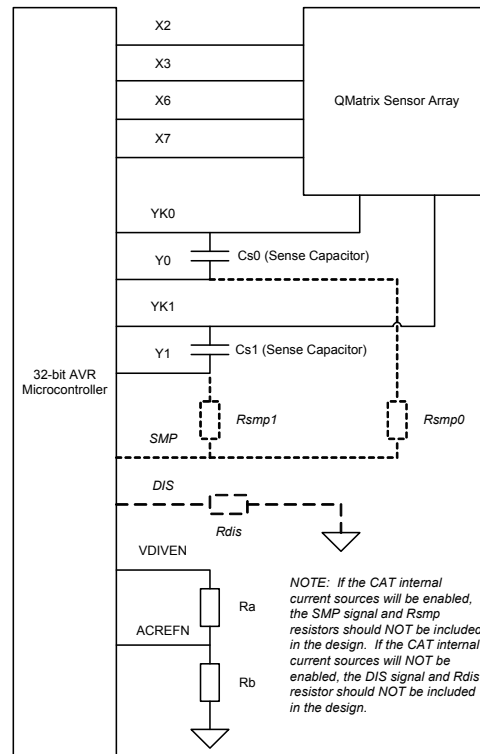 X2
X3
X6
X7
QMatrix Sensor Array
YK0
Cs0 (Sense Capacitor)
Y0
YK1
Cs1 (Sense Capacitor)
Y1
32-bit AVR
Microcontroller
Rsmp1
Rsmp0
SMP
DIS
Rdis
VDIVEN
Ra
ACREFN
Rb
NOTE: If the CAT internal
current sources will be enabled,
the SMP signal and Rsmp
resistors should NOT be included
in the design. If the CAT internal
current sources will NOT be
enabled, the DIS signal and Rdis
resistor should NOT be included
in the design.